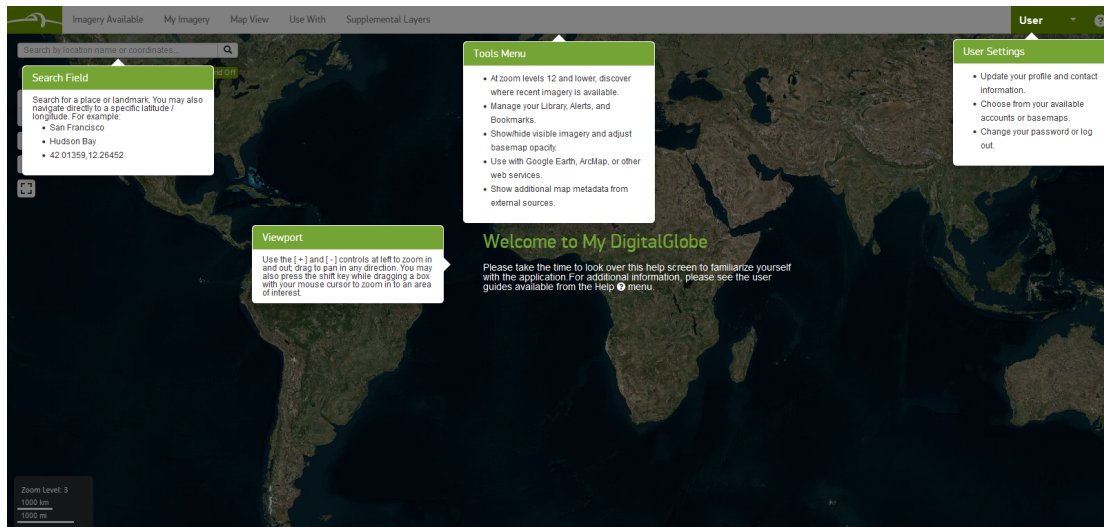 Imagery Available
My Imagery
Map View
Use With
Supplemental Layers
User
Search by location name or coordinates...
Search Field
Search for a place or landmark. You may also
navigate directly to a specific latitude /
longitude. For example:
• San Francisco
• Hudson Bay
• 42.01359,12.26452
Tools Menu
• At zoom levels 12 and lower, discover
where recent imagery is available.
• Manage your Library, Alerts, and
Bookmarks.
• Show/hide visible imagery and adjust
basemap opacity.
• Use with Google Earth, ArcMap, or other
web services.
• Show additional map metadata from
external sources.
User Settings
• Update your profile and contact
information.
• Choose from your available
accounts or basemaps.
• Change your password or log
out.
Viewport
Use the [ + ] and [ - ] controls at left to zoom in
and out; drag to pan in any direction. You may
also press the shift key while dragging a box
with your mouse cursor to zoom in to an area
of interest.
Welcome to My DigitalGlobe
Please take the time to look over this help screen to familiarize yourself
with the application.For additional information, please see the user
guides available from the Help ? menu.
Zoom Level: 3
1000 km
1000 mi